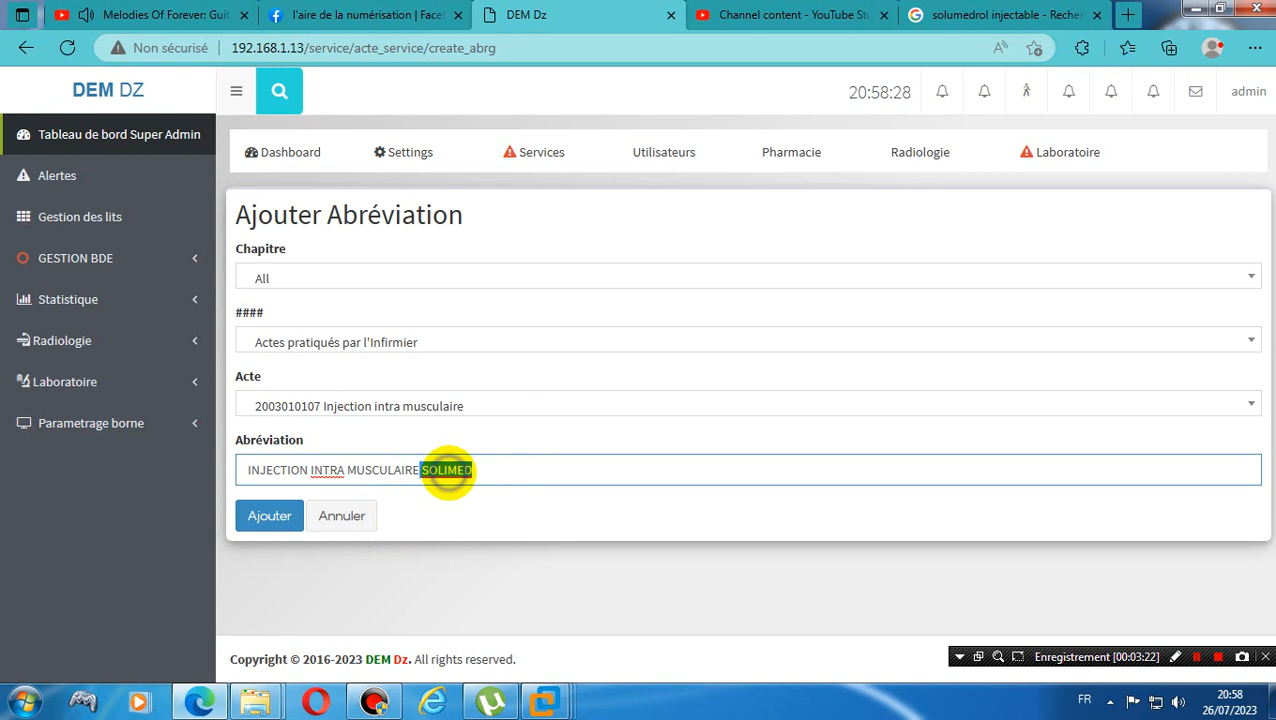 Melodies Of Forever: Guit
l'aire de la numérisation | Face
DEM Dz
Channel content - YouTube Stu
solumedrol injectable - Recher
Non sécurisé
192.168.1.13/service/acte_service/create_abrg
DEM DZ
20:58:28
admin
Tableau de bord Super Admin
Alertes
Gestion des lits
GESTION BDE
Statistique
Radiologie
Laboratoire
Parametrage borne
Dashboard
Settings
Services
Utilisateurs
Pharmacie
Radiologie
Laboratoire
Ajouter Abréviation
Chapitre
All
####
Actes pratiqués par l'Infirmier
Acte
2003010107 Injection intra musculaire
Abréviation
INJECTION INTRA MUSCULAIRE SOLIMED
Ajouter
Annuler
Copyright © 2016-2023 DEM Dz. All rights reserved.
Enregistrement [00:03:22]
FR
20:58
26/07/2023